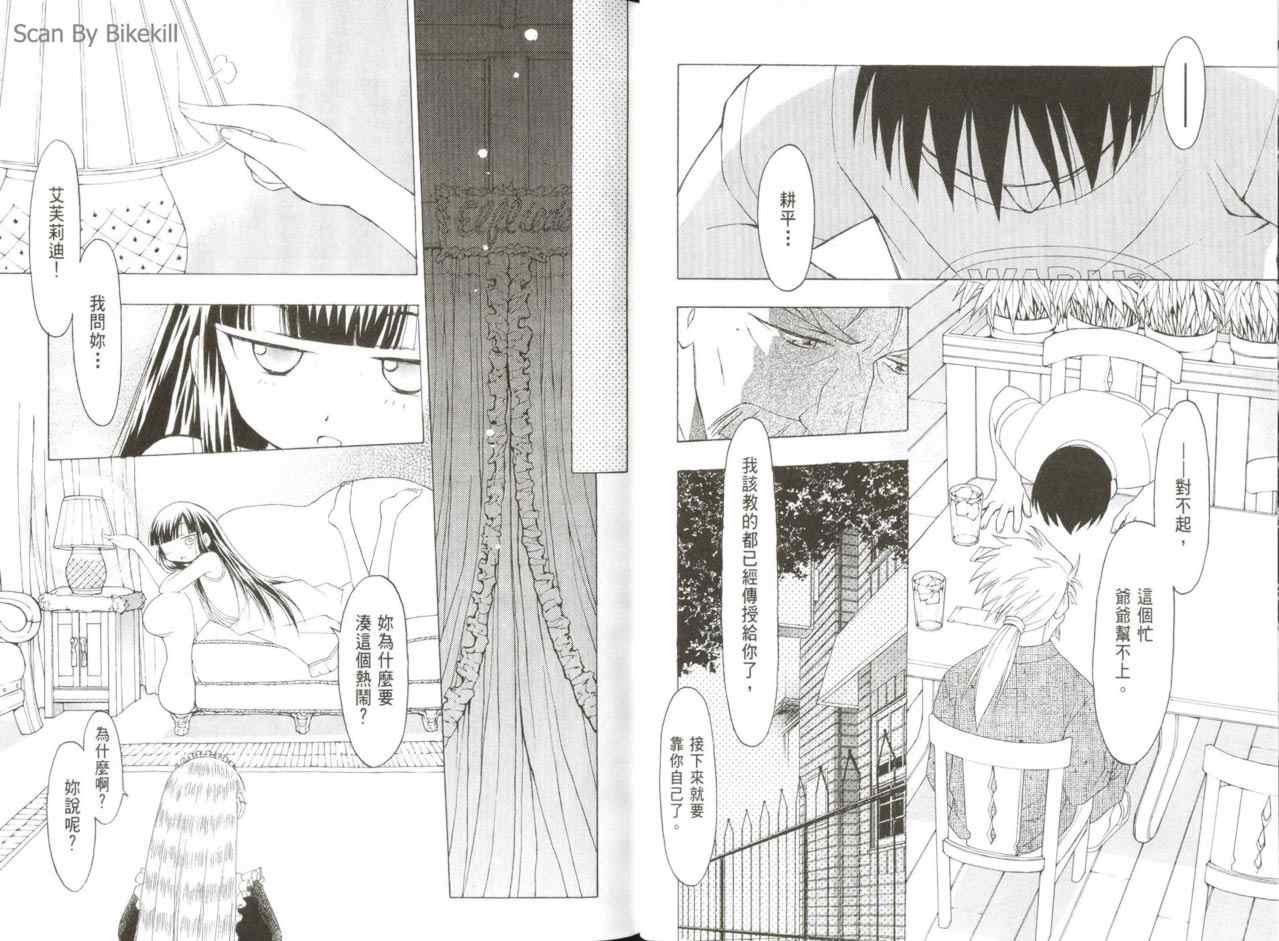 Scan By Bikekill
——
耕平…
對不起，
這個忙
爺爺幫不上。
我該教的都已經傳授給你了，
接下來就要
靠你自己了。
艾芙莉迪！
我問妳…
妳為什麼要
湊這個熱鬧？
為什麼啊？
妳說呢？